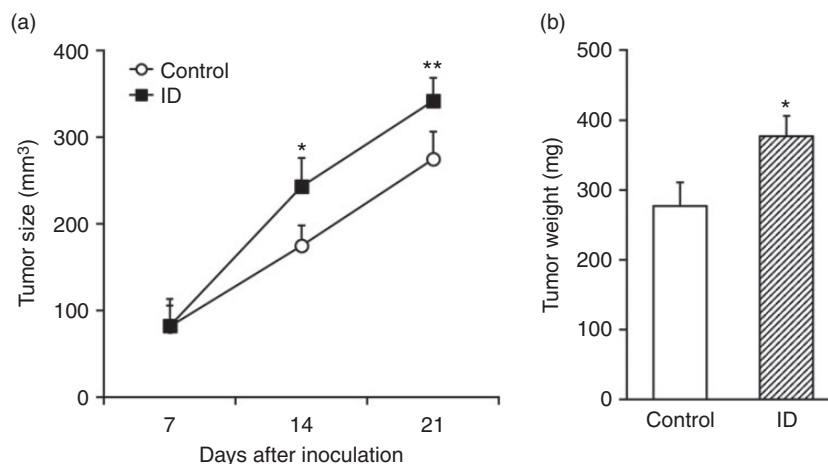 (a)
Tumor size (mm³)
400
300
200
100
0
Control
ID
*
**
7 14 21
Days after inoculation
(b)
Tumor weight (mg)
500
400
300
200
100
0
*
Control ID